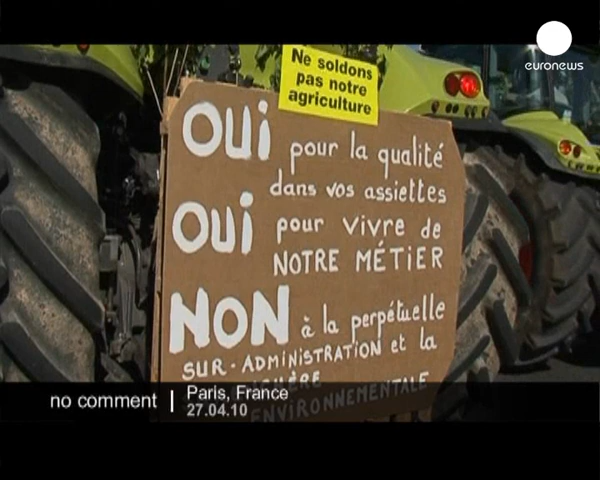 euronews
Ne soldons
pas notre
agriculture
OUi pour la qualité
dans vos assiettes
OUi pour vivre de
NOTRE MÉTiER
NON à la perpétuelle
SUR-ADMINISTRATION et la
ENVIRONNEMENTALE
no comment
Paris, France
27.04.10